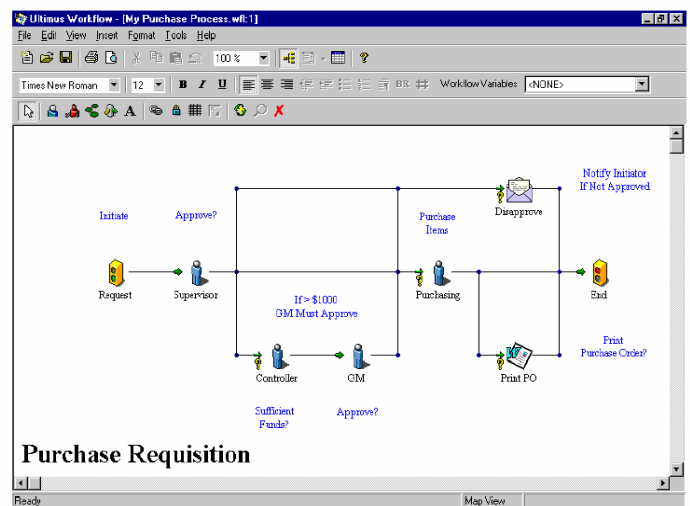 Ultimus Workflow - [My Purchase Process.wfl:1]
File Edit View Insert Format Tools Help
100 %
Times New Roman 12 B I U BR Workflow Variables <NONE>
A
Notify Initiator
If Not Approved
Initiate Approve? Purchase
Items
Disapprove
Request Supervisor Purchasing End
If > $1000
GM Must Approve
Print
Purchase Order?
Controller GM Print PO
Sufficient
Funds?
Approve?
Purchase Requisition
Ready Map View